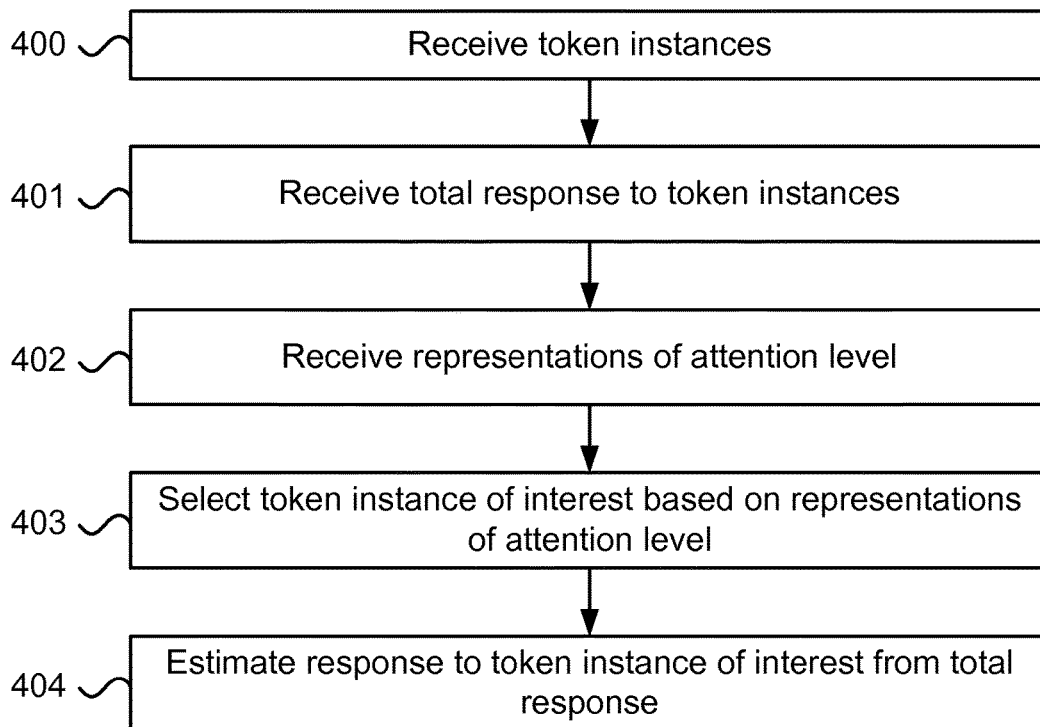 400 Receive token instances
401 Receive total response to token instances
402 Receive representations of attention level
403 Select token instance of interest based on representations
of attention level
404 Estimate response to token instance of interest from total
response